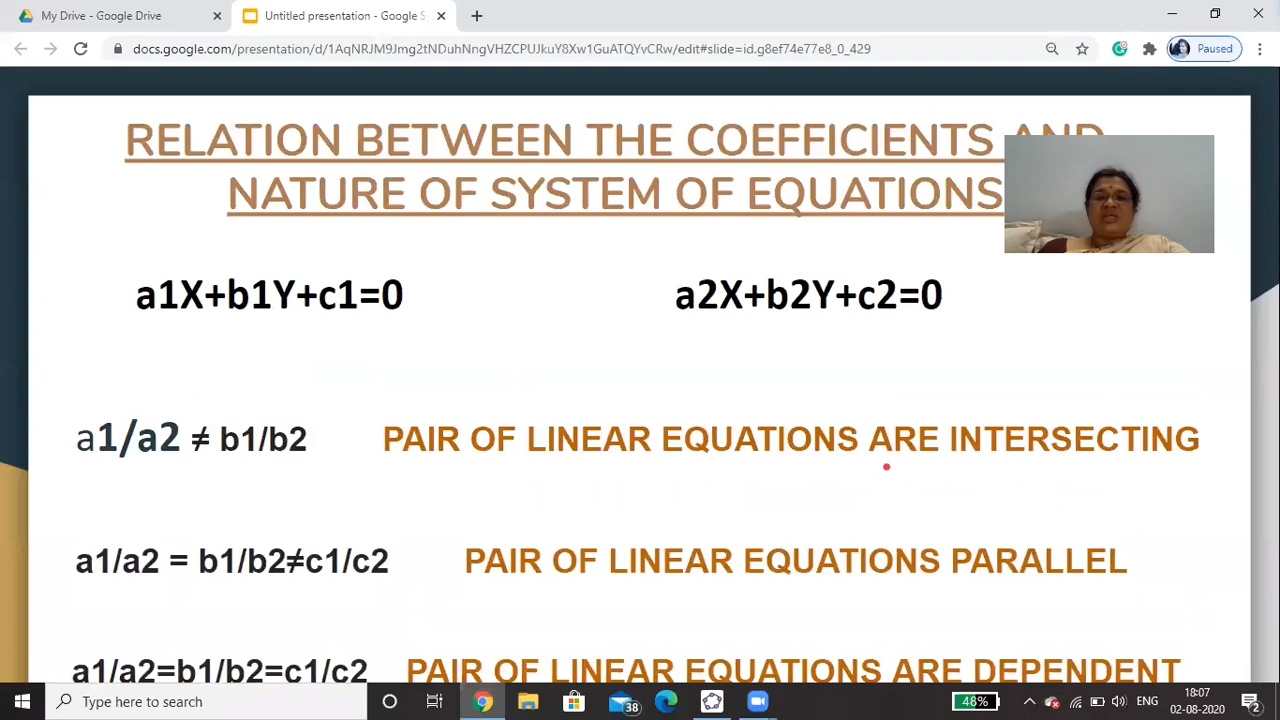 My Drive - Google Drive
Untitled presentation - Google S
docs.google.com/presentation/d/1AqNRJM9Jmg2tNDuhNngVHZCPUJkuY8Xw1GuATQYvCRw/edit#slide=id.g8ef74e77e8_0_429
Paused
RELATION BETWEEN THE COEFFICIENTS AND
NATURE OF SYSTEM OF EQUATIONS
a1X+b1Y+c1=0 a2X+b2Y+c2=0
a1/a2 ≠ b1/b2 PAIR OF LINEAR EQUATIONS ARE INTERSECTING
a1/a2 = b1/b2≠c1/c2 PAIR OF LINEAR EQUATIONS PARALLEL
a1/a2=b1/b2=c1/c2 PAIR OF LINEAR EQUATIONS ARE DEPENDENT
Type here to search
38
48%
ENG
18:07
02-08-2020
2